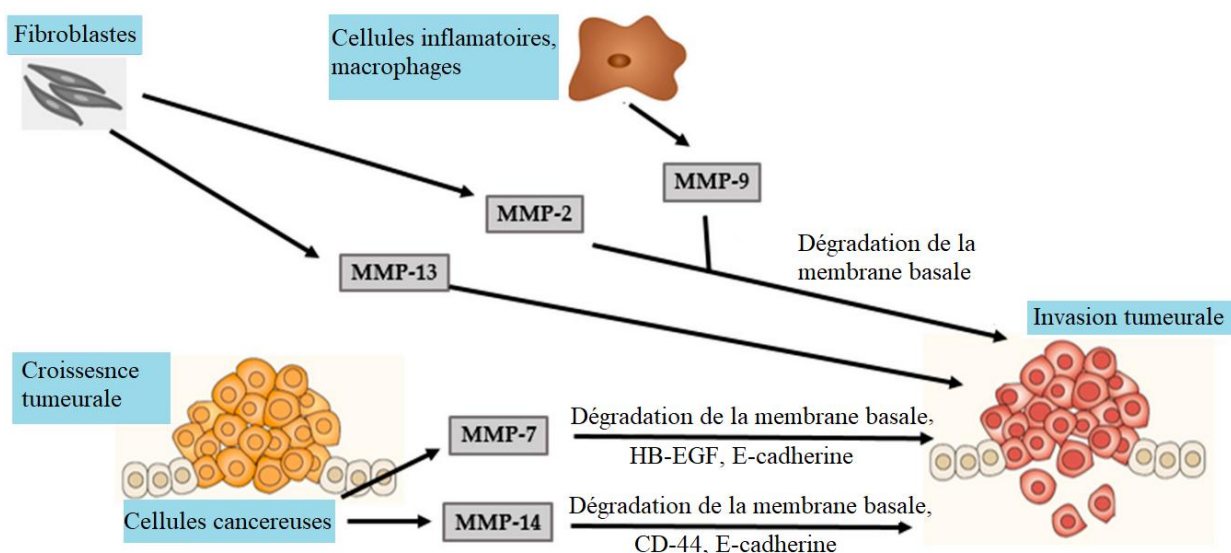 Fibroblastes
Cellules inflamatoires,
macrophages
MMP-9
MMP-2
Dégradation de la
membrane basale
MMP-13
Invasion tumeurale
Croissesnce
tumeurale
MMP-7
Dégradation de la membrane basale,
HB-EGF, E-cadherine
Cellules cancereuses
MMP-14
Dégradation de la membrane basale,
CD-44, E-cadherine